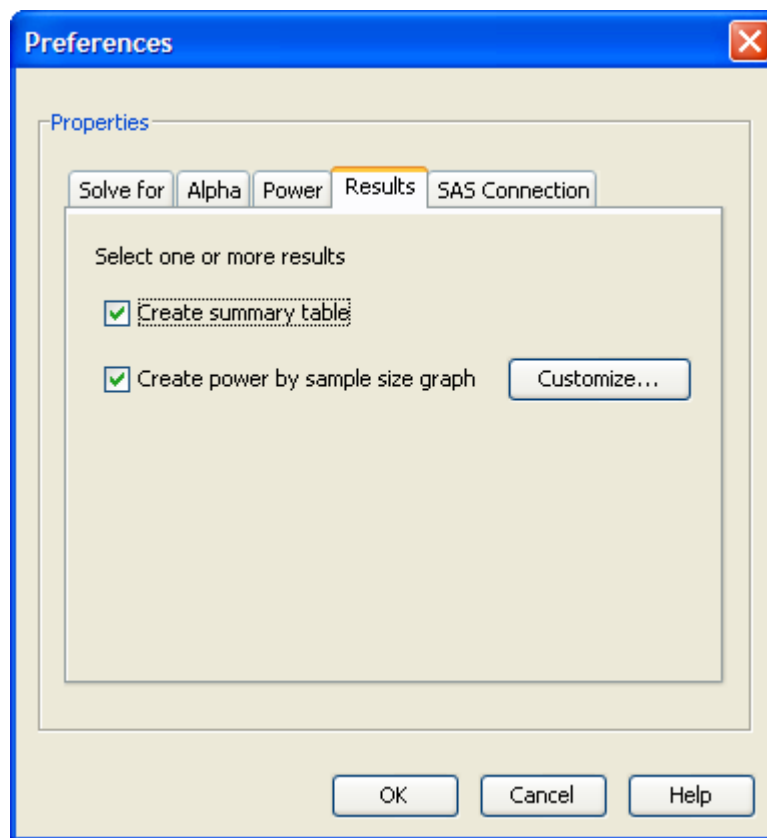 Preferences
Properties
Solve for Alpha Power Results SAS Connection
Select one or more results
Create summary table
Create power by sample size graph Customize...
OK Cancel Help